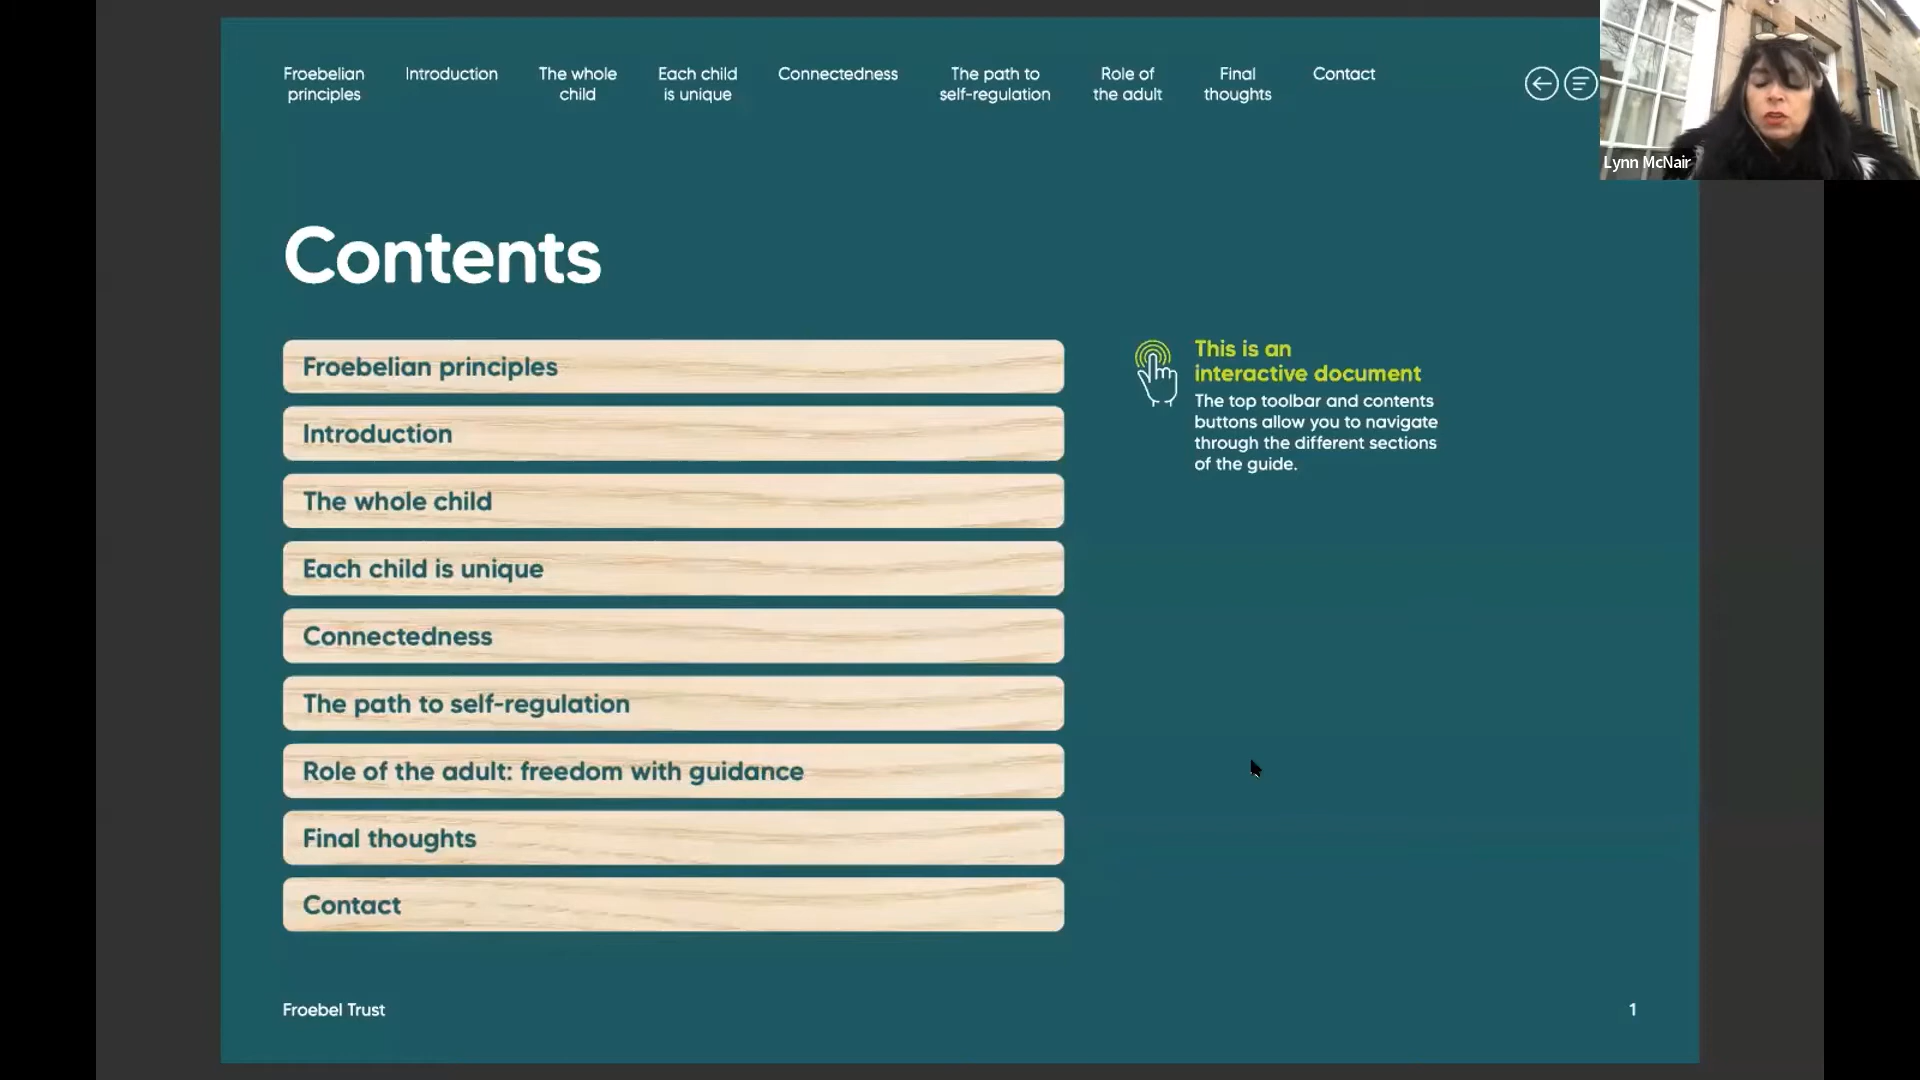 Froebelian
principles
Introduction
The whole
child
Each child
is unique
Connectedness
The path to
self-regulation
Role of
the adult
Final
thoughts
Contact
Lynn McNair
Contents
Froebelian principles
Introduction
The whole child
Each child is unique
Connectedness
The path to self-regulation
Role of the adult: freedom with guidance
Final thoughts
Contact
This is an
interactive document
The top toolbar and contents
buttons allow you to navigate
through the different sections
of the guide.
Froebel Trust
1